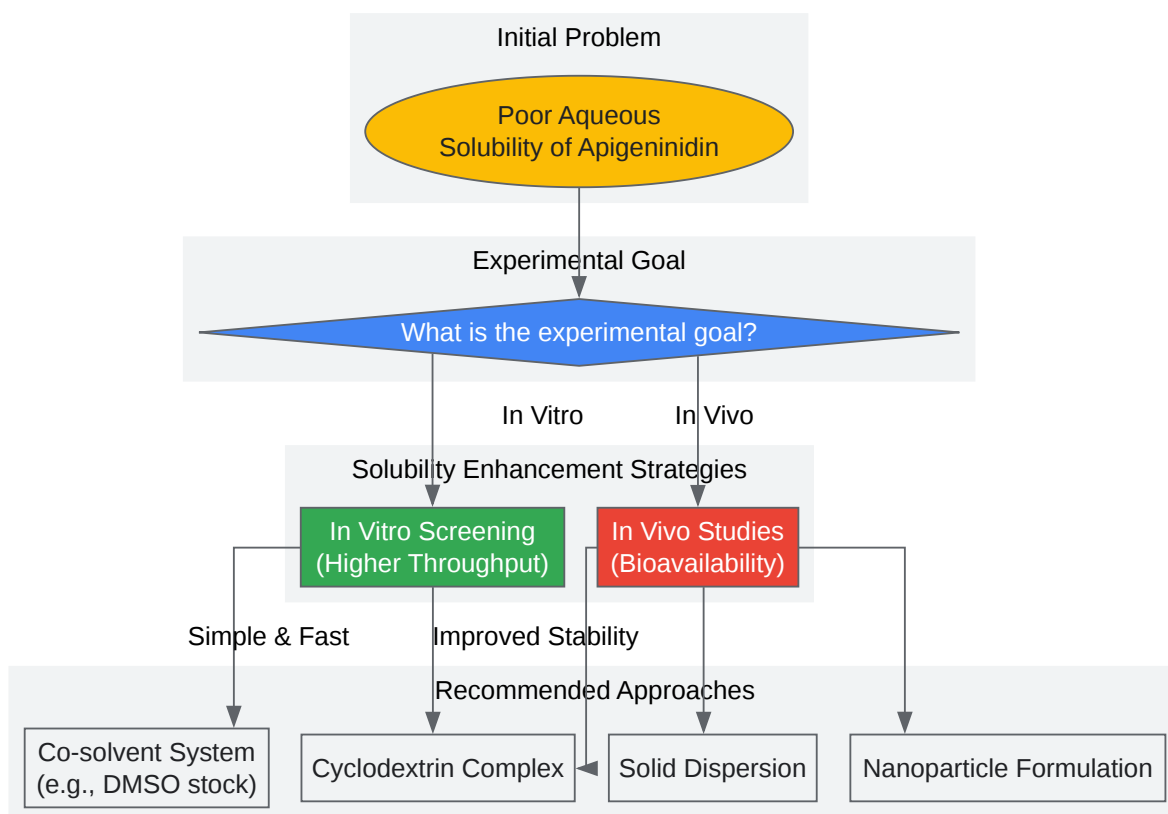 Initial Problem
Poor Aqueous
Solubility of Apigeninidin
Experimental Goal
What is the experimental goal?
In Vitro
In Vivo
Solubility Enhancement Strategies
In Vitro Screening
(Higher Throughput)
In Vivo Studies
(Bioavailability)
Simple & Fast
Improved Stability
Recommended Approaches
Co-solvent System
(e.g., DMSO stock)
Cyclodextrin Complex
Solid Dispersion
Nanoparticle Formulation